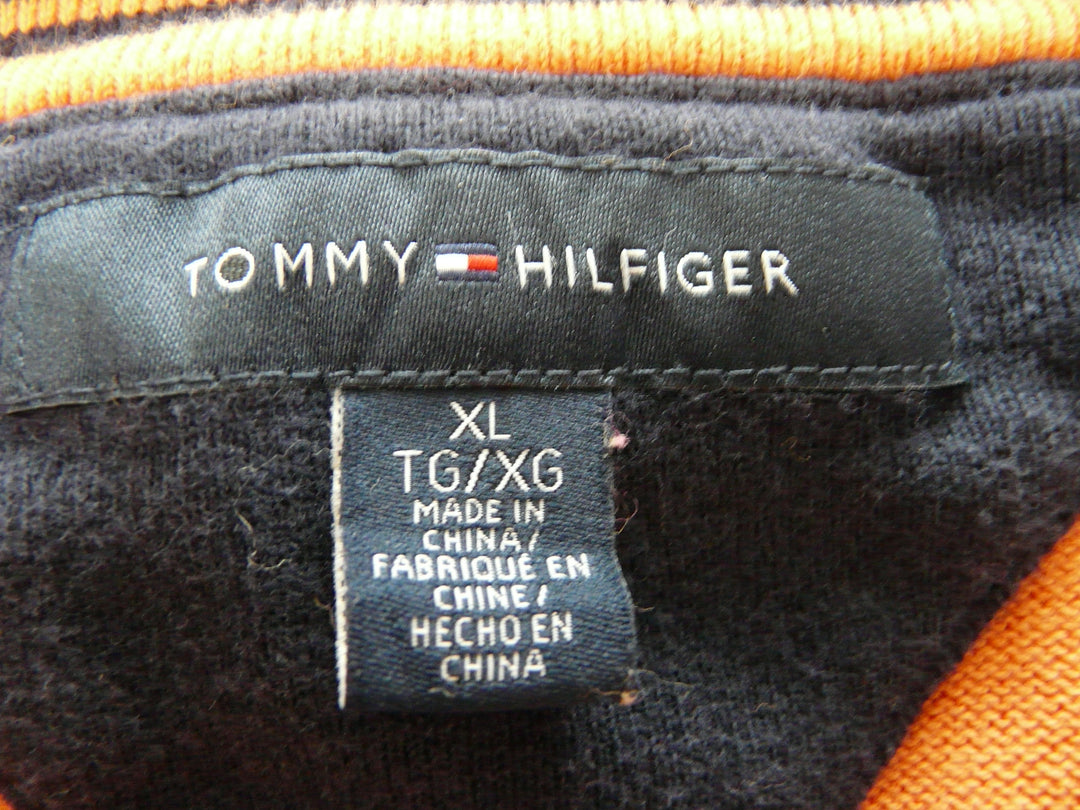 TOMMY HILFIGER
XL
TG/XG
MADE IN
CHINA/
FABRIQUÉ EN
CHINE/
HECHO EN
CHINA